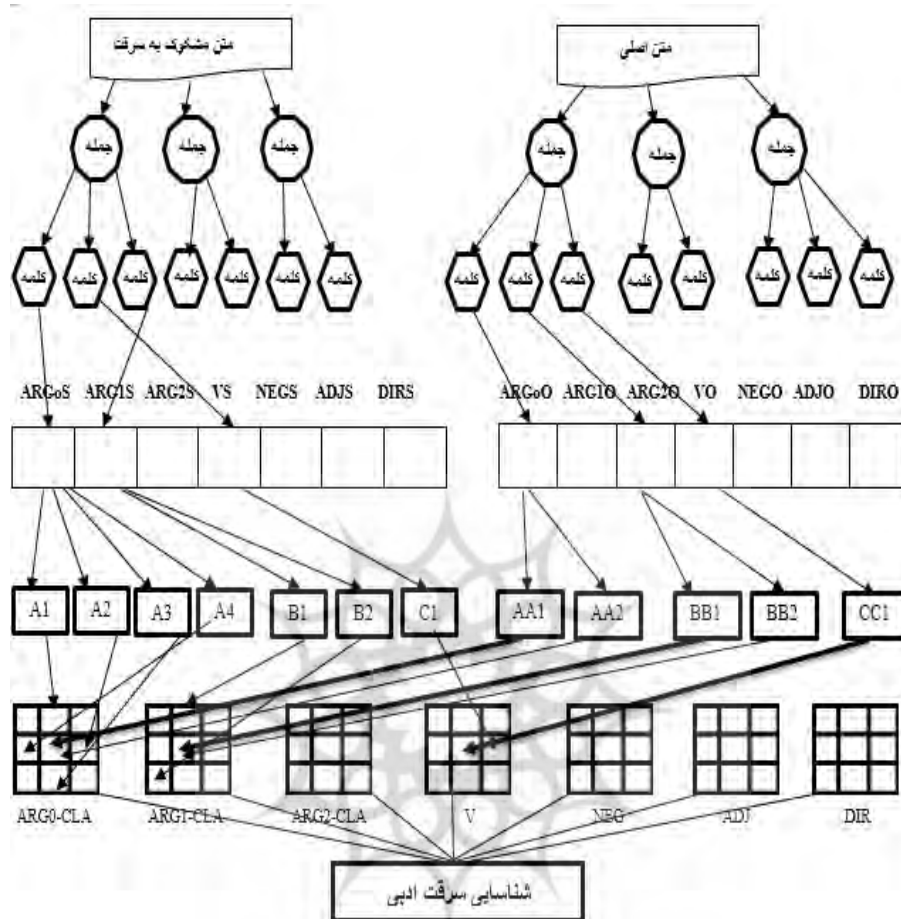 متن اصلی
متن مشکوک به سرقت
جمله جمله جمله
جمله جمله جمله
کلمه کلمه کلمه کلمه کلمه کلمه کلمه کلمه
کلمه کلمه کلمه کلمه کلمه کلمه کلمه
ARGoS ARG1S ARG2S VS NEGS ADJS DIRS
ARGoO ARG1O ARG2O VO NEGO ADJO DIRO
A1 A2 A3 A4 B1 B2 C1 AA1 AA2 BB1 BB2 CC1
ARG0-CLA ARG1-CLA ARG2-CLA V NEG ADJ DIR
شناسایی سرقت ادبی